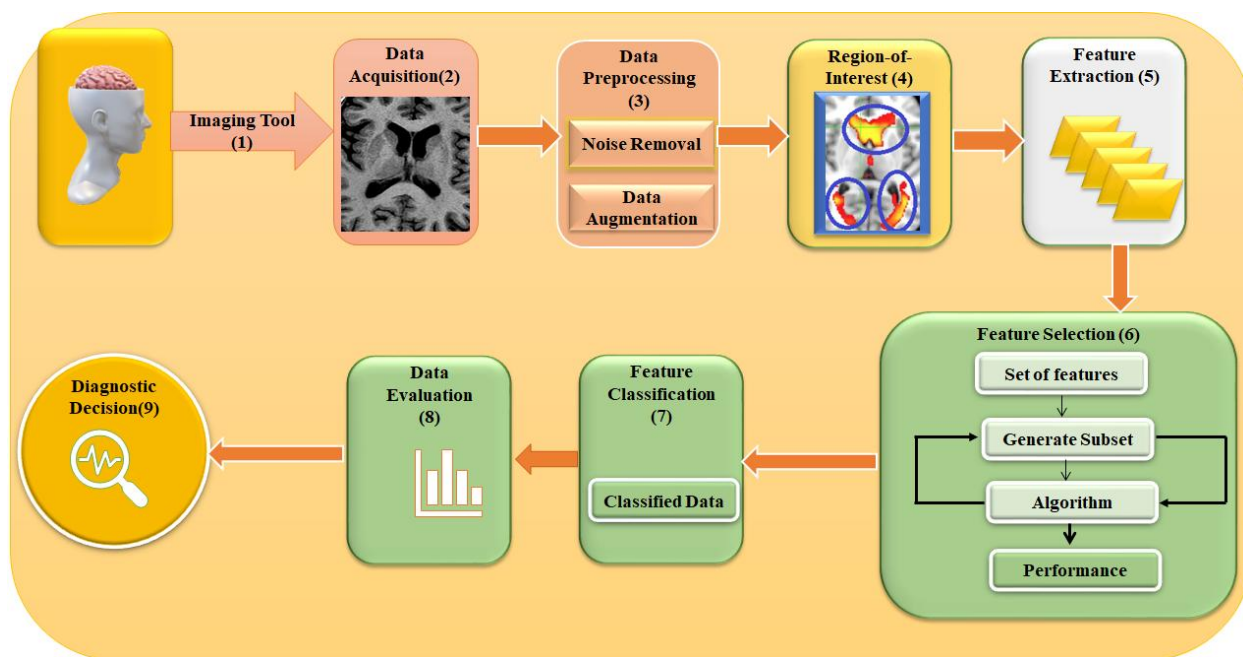 Imaging Tool
(1)
Data
Acquisition(2)
Data
Preprocessing
(3)
Noise Removal
Data
Augmentation
Region-of-
Interest (4)
Feature
Extraction (5)
Feature Selection (6)
Set of features
Generate Subset
Algorithm
Performance
Feature
Classification
(7)
Classified Data
Data
Evaluation
(8)
Diagnostic
Decision(9)